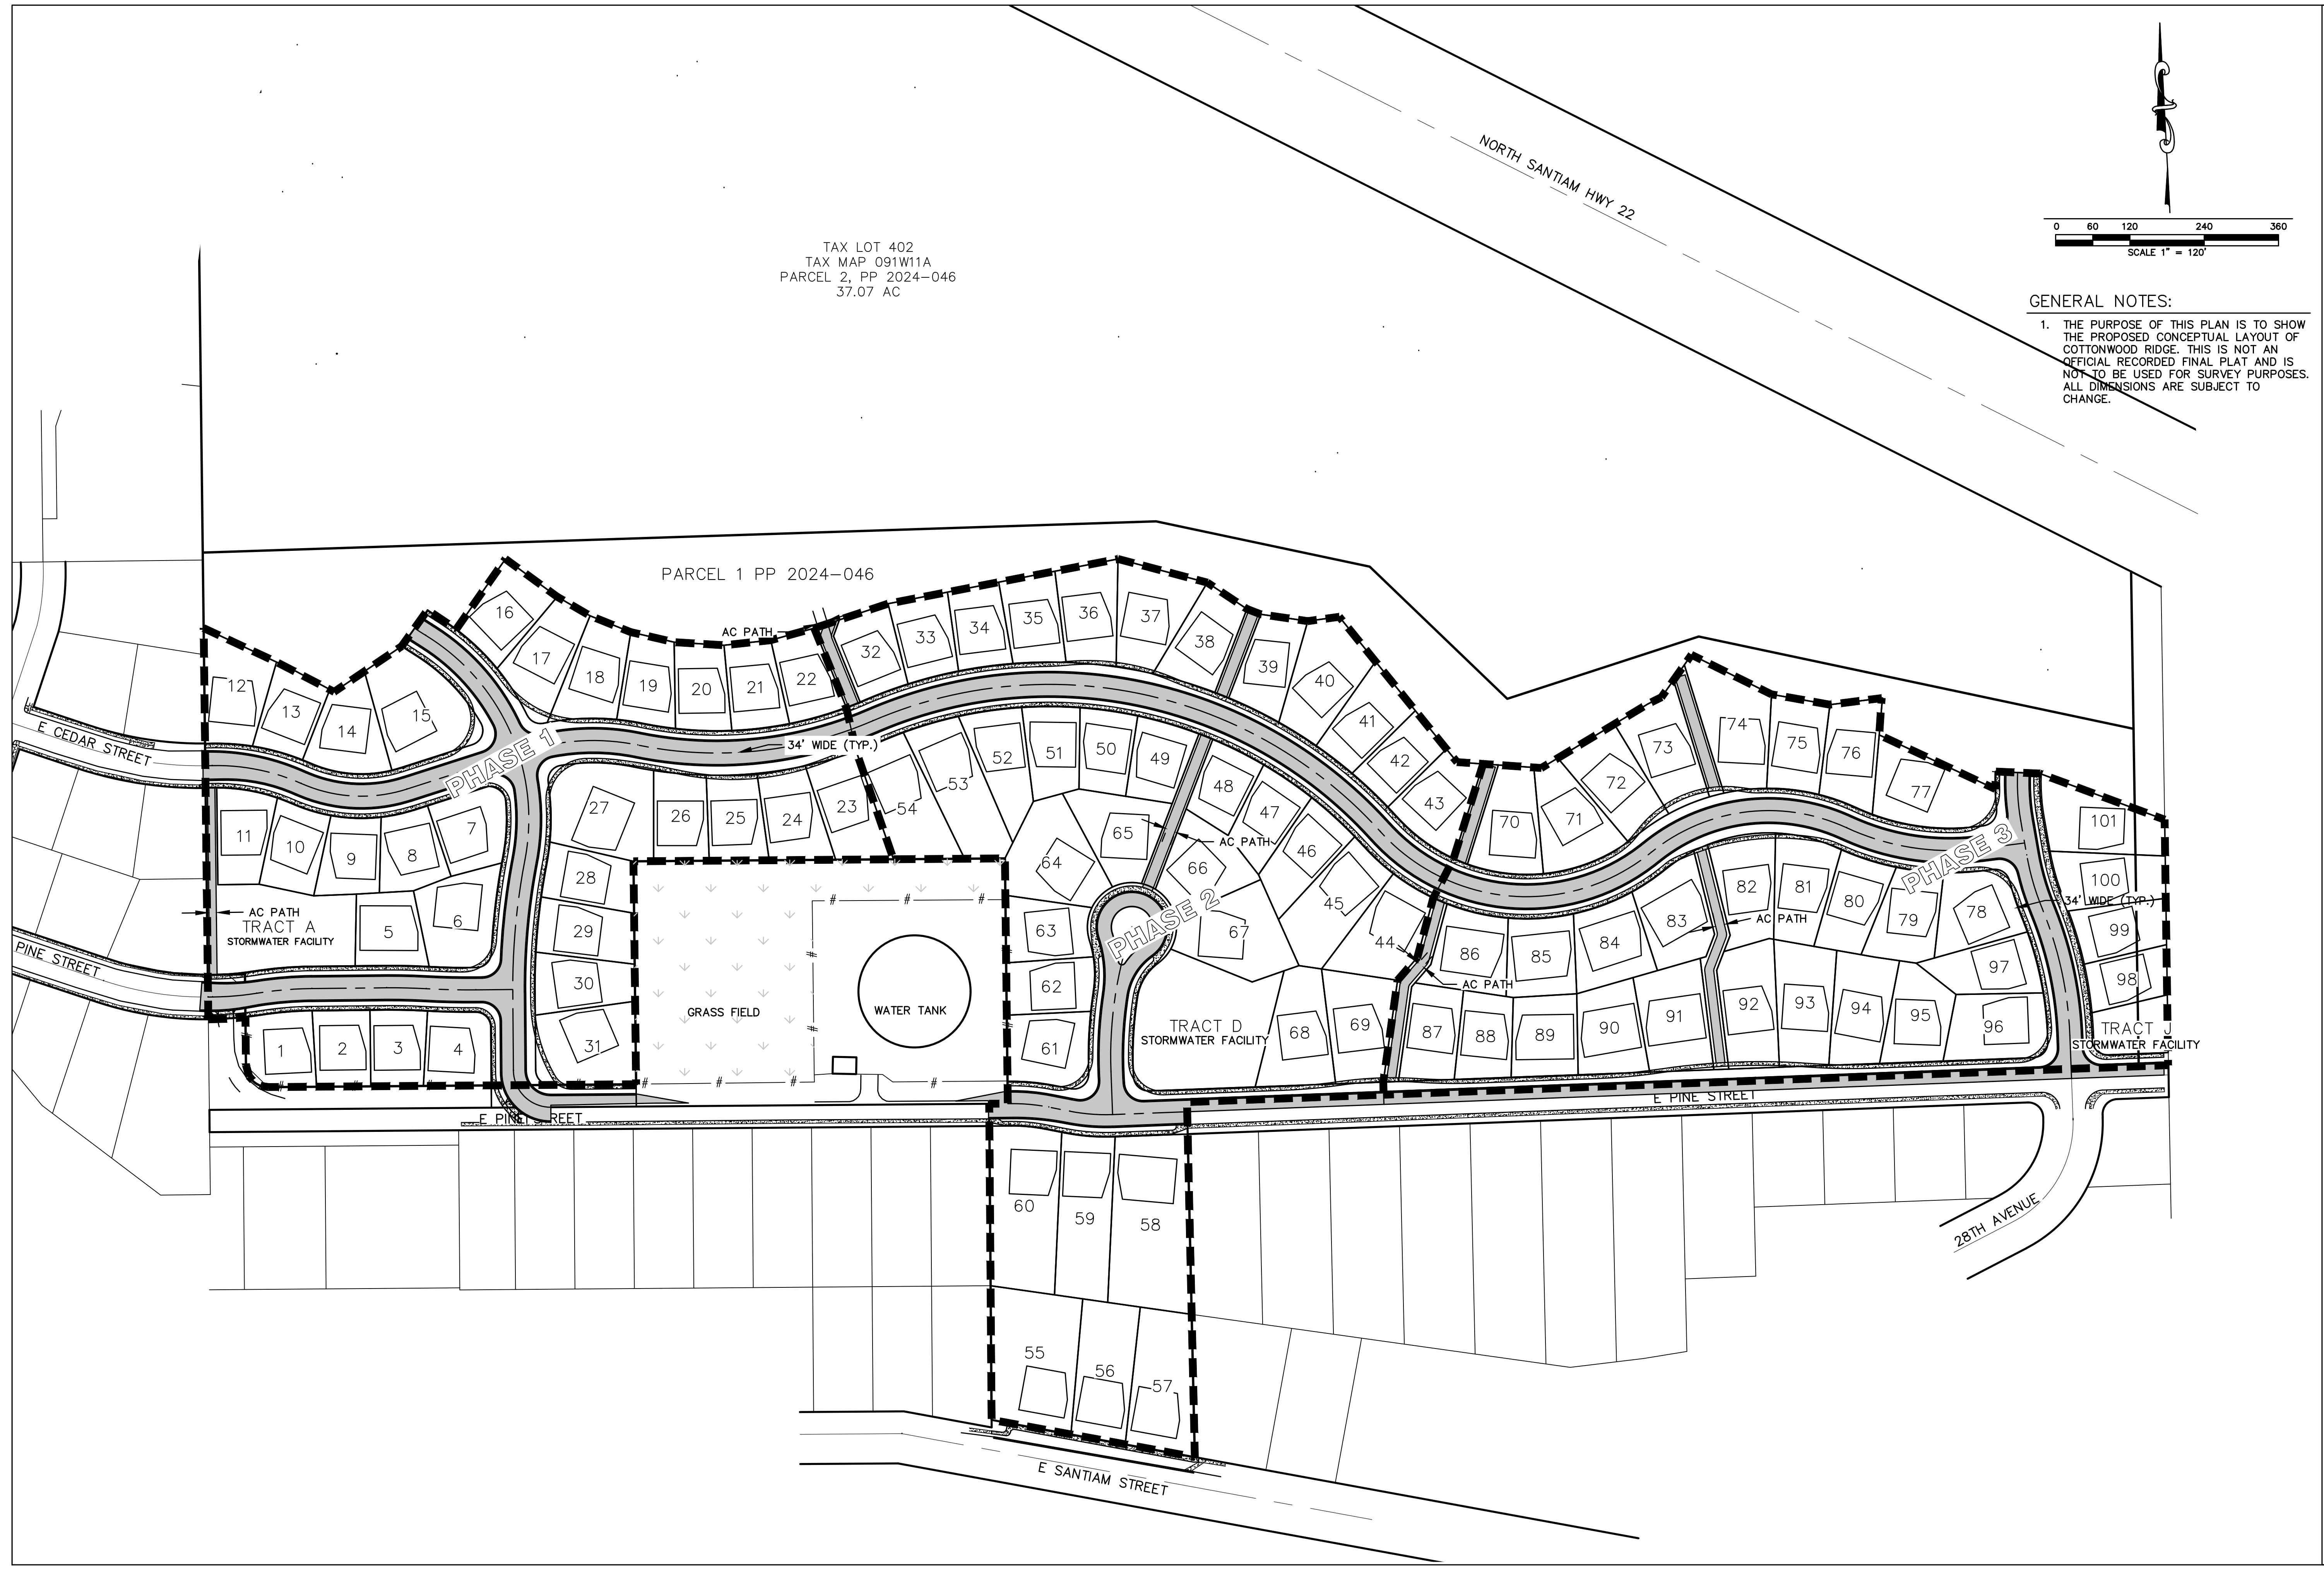 NORTH SANTIAM HWY 22
0 60 120 240 360
SCALE 1" = 120'
GENERAL NOTES:
1. THE PURPOSE OF THIS PLAN IS TO SHOW
THE PROPOSED CONCEPTUAL LAYOUT OF
COTTONWOOD RIDGE. THIS IS NOT AN
OFFICIAL RECORDED FINAL PLAT AND IS
NOT TO BE USED FOR SURVEY PURPOSES.
ALL DIMENSIONS ARE SUBJECT TO
CHANGE.
TAX LOT 402
TAX MAP 091W11A
PARCEL 2, PP 2024-046
37.07 AC
PARCEL 1 PP 2024-046
AC PATH
E CEDAR STREET
PHASE 1
34' WIDE (TYP.)
12
13
14
15
16
17
18
19
20
21
22
32
33
34
35
36
37
38
39
40
41
42
43
70
71
72
73
74
75
76
77
101
11
10
9
8
7
27
26
25
24
23
54
53
52
51
50
49
48
47
46
45
44
AC PATH
65
66
64
67
PHASE 2
63
62
61
28
29
30
31
6
5
AC PATH
TRACT A
STORMWATER FACILITY
PINE STREET
1
2
3
4
GRASS FIELD
WATER TANK
TRACT D
STORMWATER FACILITY
68
69
AC PATH
86
85
84
83
AC PATH
82
81
80
79
78
PHASE 3
100
34' WIDE (TYP.)
99
98
97
96
95
94
93
92
91
90
89
88
87
TRACT J
STORMWATER FACILITY
E PINE STREET
E PINE STREET
28TH AVENUE
60
59
58
55
56
57
E SANTIAM STREET